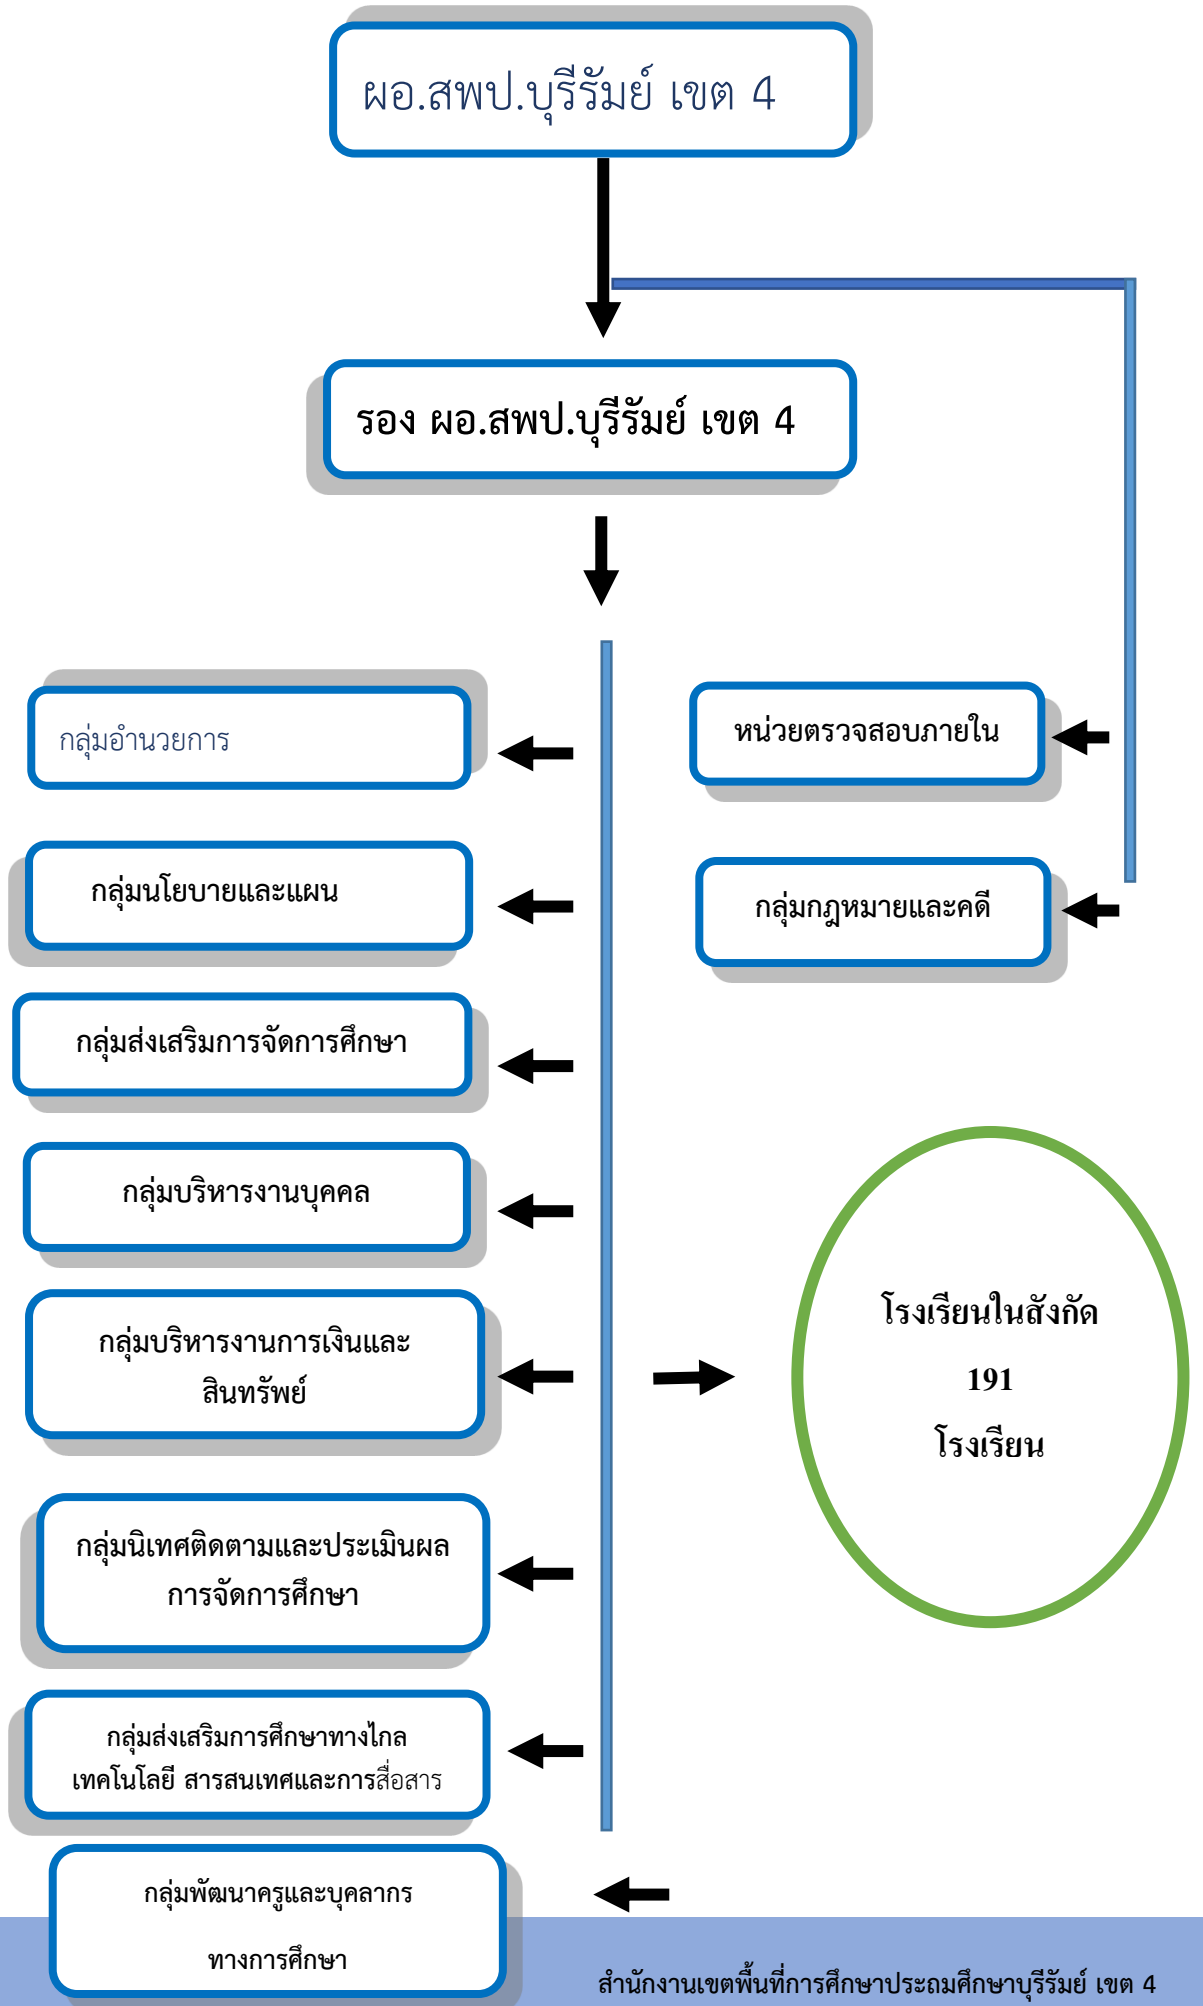 ผอ.สพป.บุรีรัมย์ เขต 4
รอง ผอ.สพป.บุรีรัมย์ เขต 4
กลุ่มอำนวยการ
หน่วยตรวจสอบภายใน
กลุ่มนโยบายและแผน
กลุ่มกฎหมายและคดี
กลุ่มส่งเสริมการจัดการศึกษา
กลุ่มบริหารงานบุคคล
กลุ่มบริหารงานการเงินและ
สินทรัพย์
โรงเรียนในสังกัด
191
โรงเรียน
กลุ่มนิเทศติดตามและประเมินผล
การจัดการศึกษา
กลุ่มส่งเสริมการศึกษาทางไกล
เทคโนโลยี สารสนเทศและการสื่อสาร
กลุ่มพัฒนาครูและบุคลากร
ทางการศึกษา
สำนักงานเขตพื้นที่การศึกษาประถมศึกษาบุรีรัมย์ เขต 4